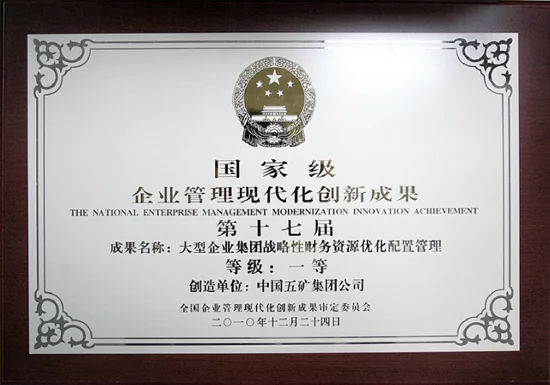 国家级
企业管理现代化创新成果
THE NATIONAL ENTERPRISE MANAGEMENT MODERNIZATION INNOVATION ACHIEVEMENT
第十七届
成果名称：大型企业集团战略性财务资源优化配置管理
等级：一等
创造单位：中国五矿集团公司
全国企业管理现代化创新成果审定委员会
二〇一〇年十二月二十四日